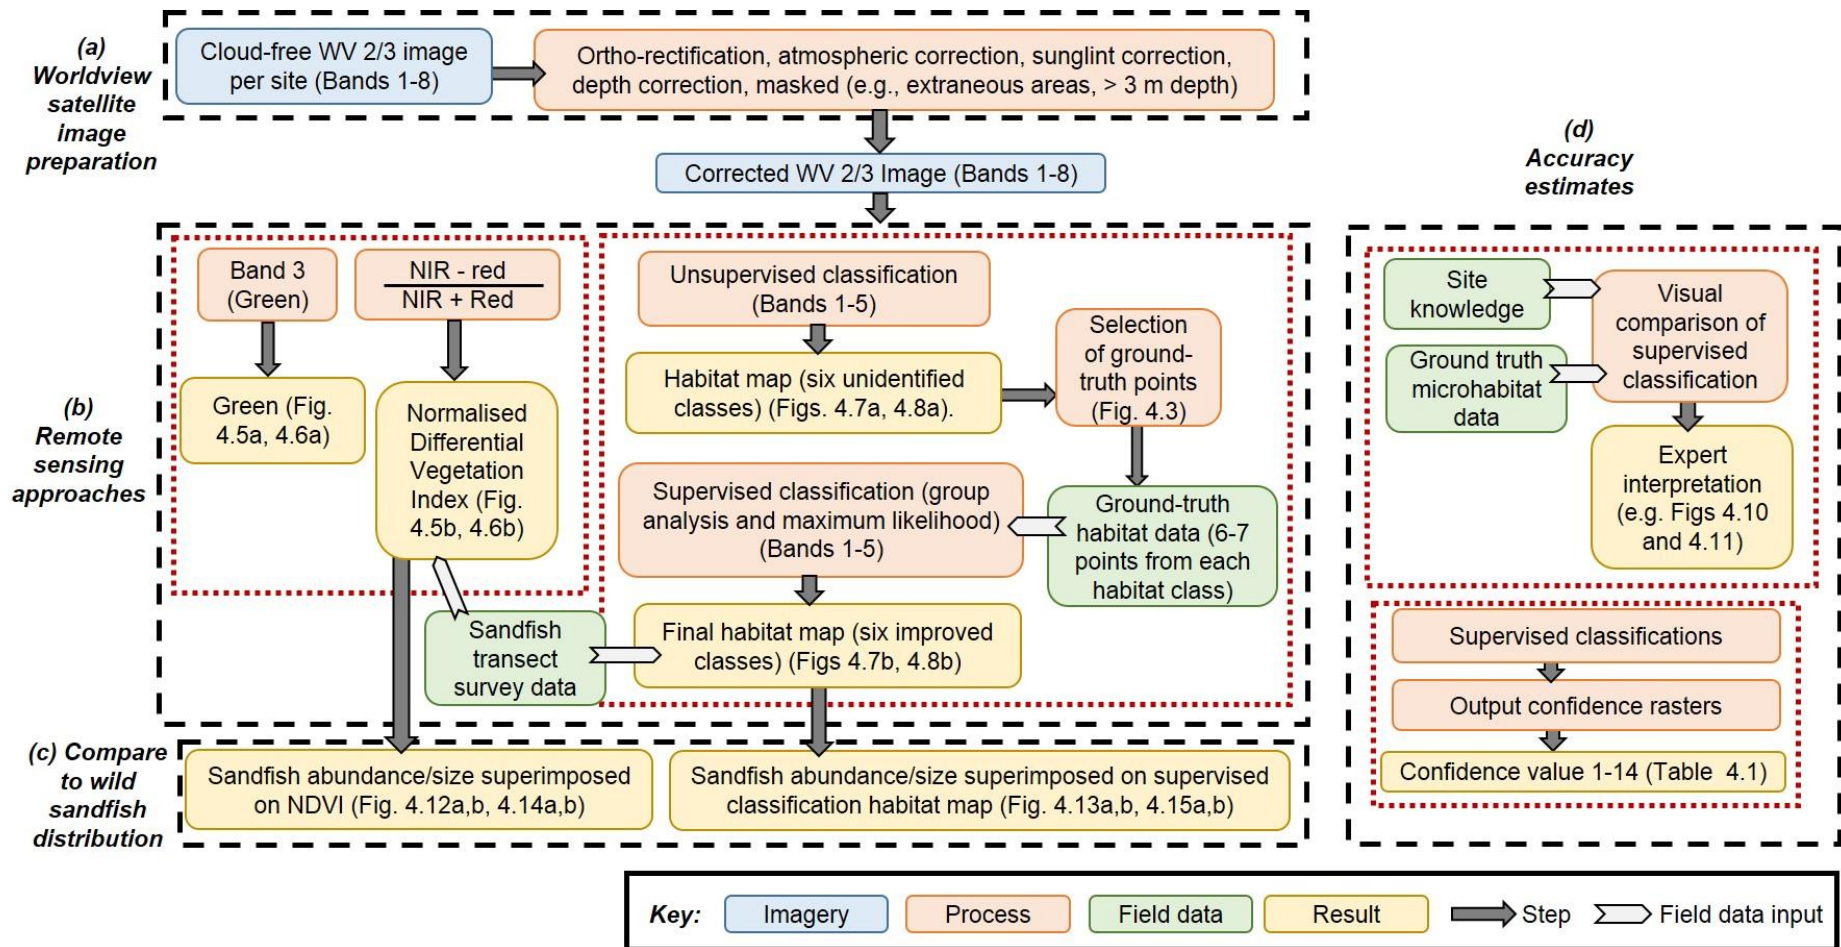 (a)
Worldview
satellite
image
preparation
Cloud-free WV 2/3 image
per site (Bands 1-8)
Ortho-rectification, atmospheric correction, sunglint correction,
depth correction, masked (e.g., extraneous areas, > 3 m depth)
Corrected WV 2/3 Image (Bands 1-8)
(b)
Remote
sensing
approaches
Band 3
(Green)
NIR - red
NIR + Red
Green (Fig.
4.5a, 4.6a)
Normalised
Differential
Vegetation
Index (Fig.
4.5b, 4.6b)
Unsupervised classification
(Bands 1-5)
Habitat map (six unidentified
classes) (Figs. 4.7a, 4.8a).
Selection
of ground-
truth points
(Fig. 4.3)
Supervised classification (group
analysis and maximum likelihood)
(Bands 1-5)
Ground-truth
habitat data (6-7
points from each
habitat class)
Sandfish
transect
survey data
Final habitat map (six improved
classes) (Figs 4.7b, 4.8b)
(c) Compare
to wild
sandfish
distribution
Sandfish abundance/size superimposed
on NDVI (Fig. 4.12a,b, 4.14a,b)
Sandfish abundance/size superimposed on supervised
classification habitat map (Fig. 4.13a,b, 4.15a,b)
(d)
Accuracy
estimates
Site
knowledge
Ground truth
microhabitat
data
Visual
comparison of
supervised
classification
Expert
interpretation
(e.g. Figs 4.10
and 4.11)
Supervised classifications
Output confidence rasters
Confidence value 1-14 (Table 4.1)
Key:
Imagery
Process
Field data
Result
Step
Field data input